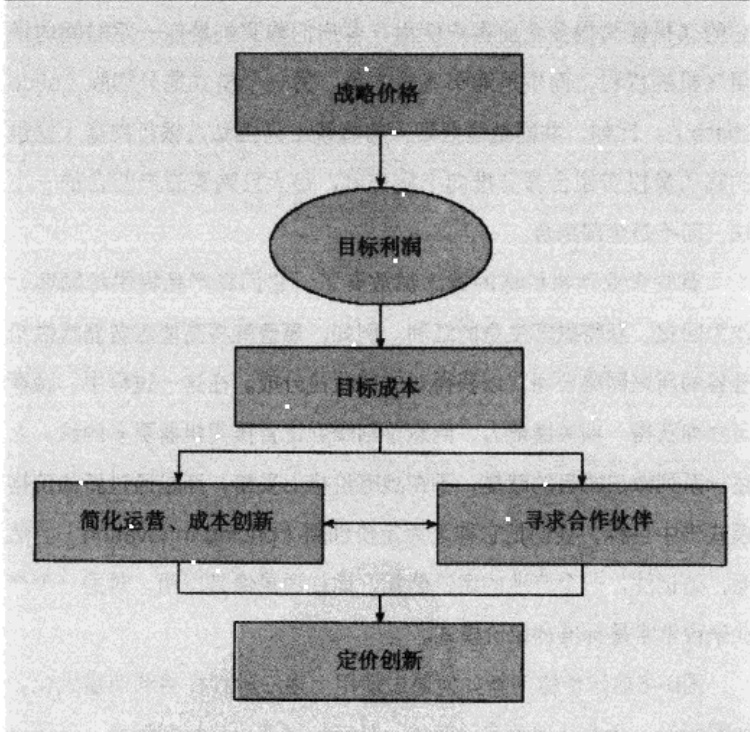 战略价格
目标利润
目标成本
简化运营、成本创新
寻求合作伙伴
定价创新